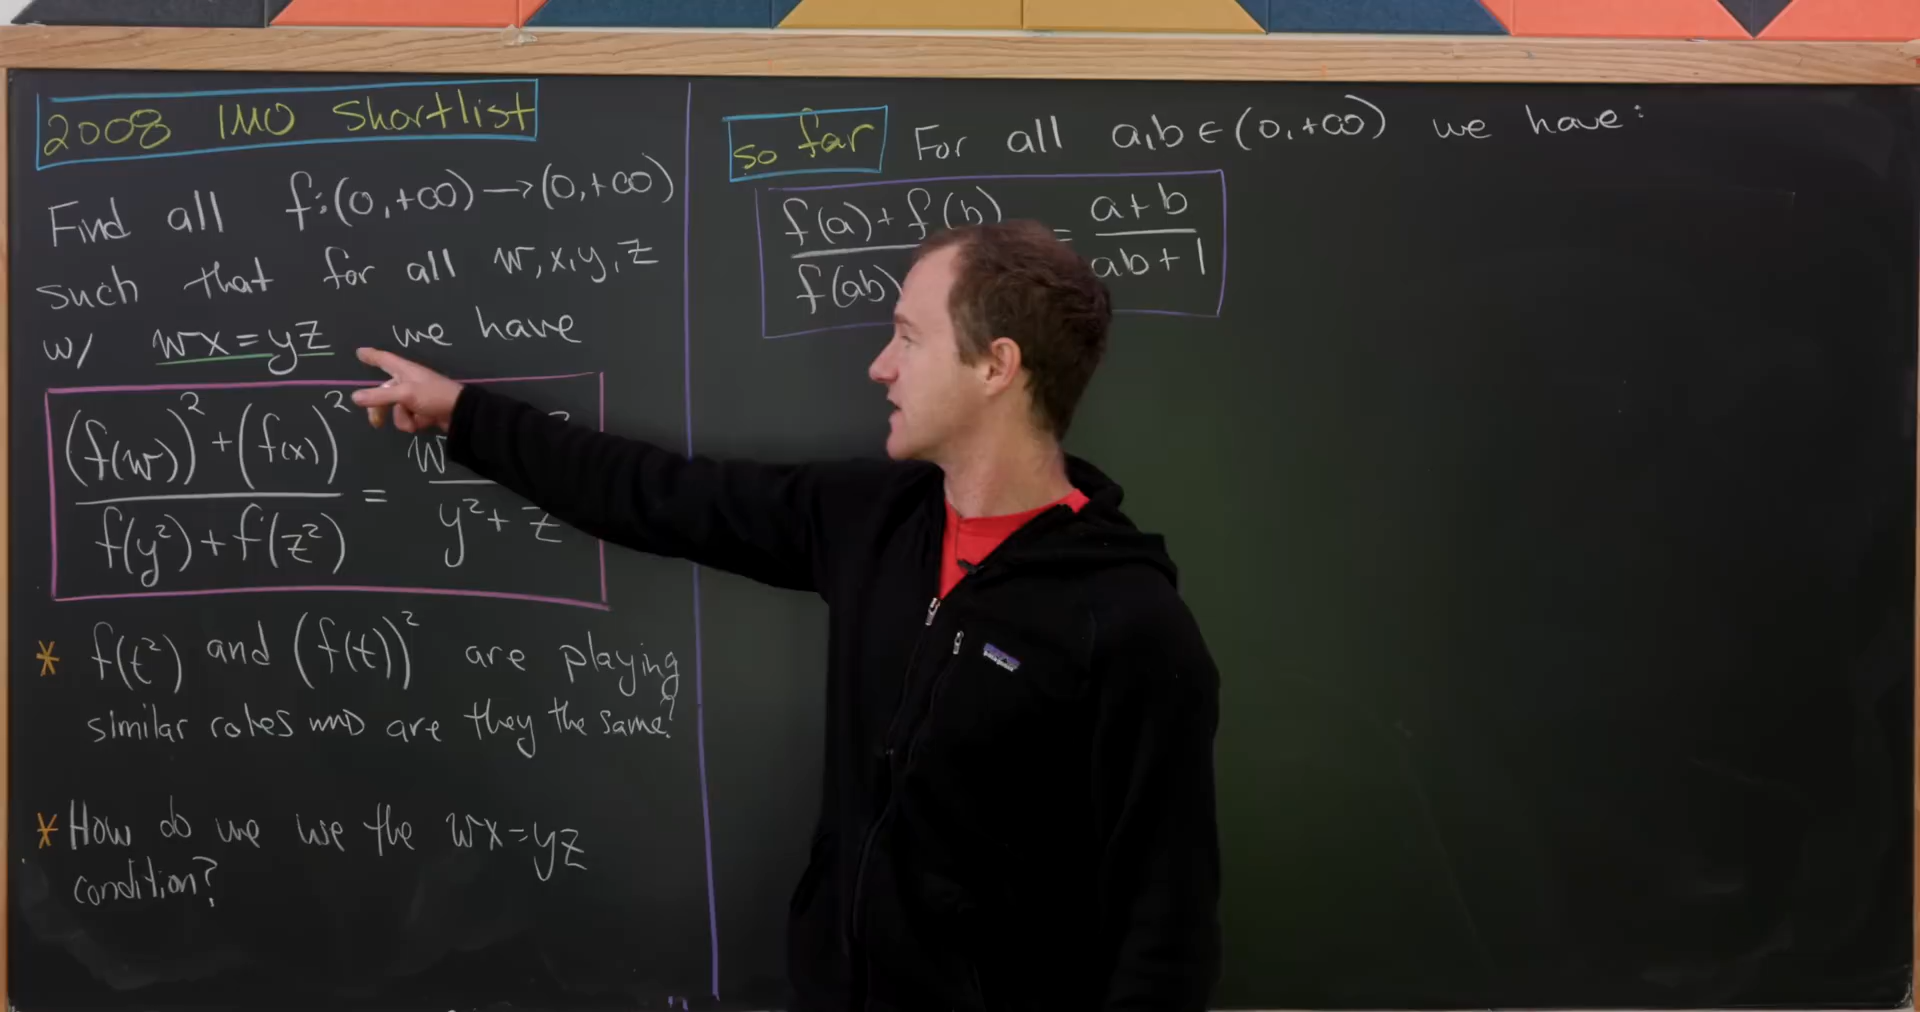 2008 IMO Shortlist
Find all f:(0,+∞)→(0,+∞)
such that for all w,x,y,z
w/ wx=yz we have
(f(w))²+(f(x))²
f(y²)+f(z²)
=
w
y²+z
* f(t²) and (f(t))² are playing
similar roles and are they the same?
* How do we use the wx=yz
condition?
so far For all a,b∈(0,+∞) we have:
f(a)+f(b)
f(ab)
=
a+b
ab+1